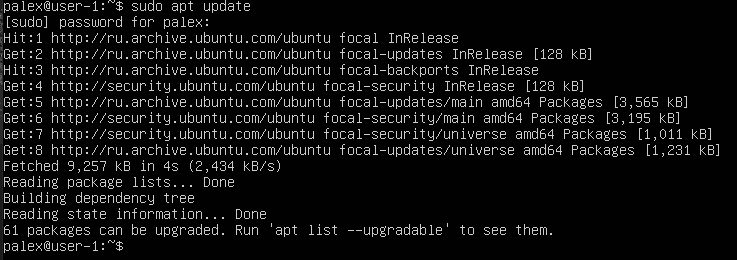 palex@user-1:~$ sudo apt update
[sudo] password for palex:
Hit:1 http://ru.archive.ubuntu.com/ubuntu focal InRelease
Get:2 http://ru.archive.ubuntu.com/ubuntu focal-updates InRelease [128 kB]
Hit:3 http://ru.archive.ubuntu.com/ubuntu focal-backports InRelease
Get:4 http://security.ubuntu.com/ubuntu focal-security InRelease [128 kB]
Get:5 http://ru.archive.ubuntu.com/ubuntu focal-updates/main amd64 Packages [3,565 kB]
Get:6 http://security.ubuntu.com/ubuntu focal-security/main amd64 Packages [3,195 kB]
Get:7 http://security.ubuntu.com/ubuntu focal-security/universe amd64 Packages [1,011 kB]
Get:8 http://ru.archive.ubuntu.com/ubuntu focal-updates/universe amd64 Packages [1,231 kB]
Fetched 9,257 kB in 4s (2,434 kB/s)
Reading package lists... Done
Building dependency tree
Reading state information... Done
61 packages can be upgraded. Run 'apt list --upgradable' to see them.
palex@user-1:~$